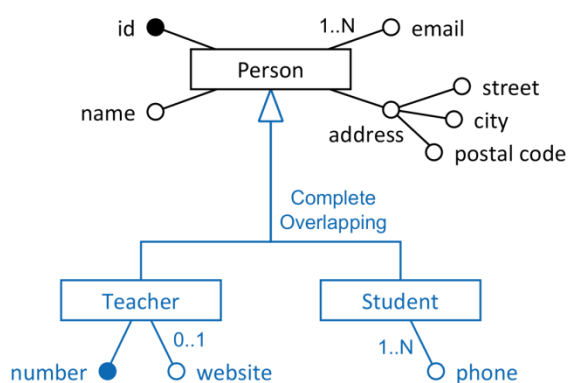 id
1..N
email
Person
name
address
street
city
postal code
Complete
Overlapping
Teacher
Student
0..1
1..N
number
website
phone